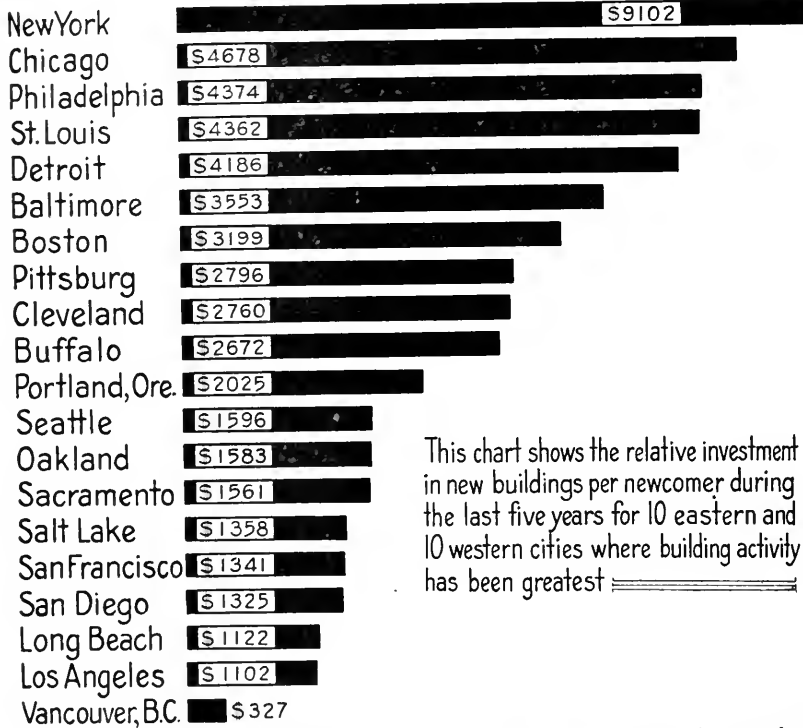 NewYork $9102
Chicago $4678
Philadelphia $4374
St. Louis $4362
Detroit $4186
Baltimore $3553
Boston $3199
Pittsburg $2796
Cleveland $2760
Buffalo $2672
Portland, Ore. $2025
Seattle $1596
Oakland $1583
Sacramento $1561
Salt Lake $1358
San Francisco $1341
San Diego $1325
Long Beach $1122
Los Angeles $1102
Vancouver, B.C. $327
This chart shows the relative investment
in new buildings per newcomer during
the last five years for 10 eastern and
10 western cities where building activity
has been greatest